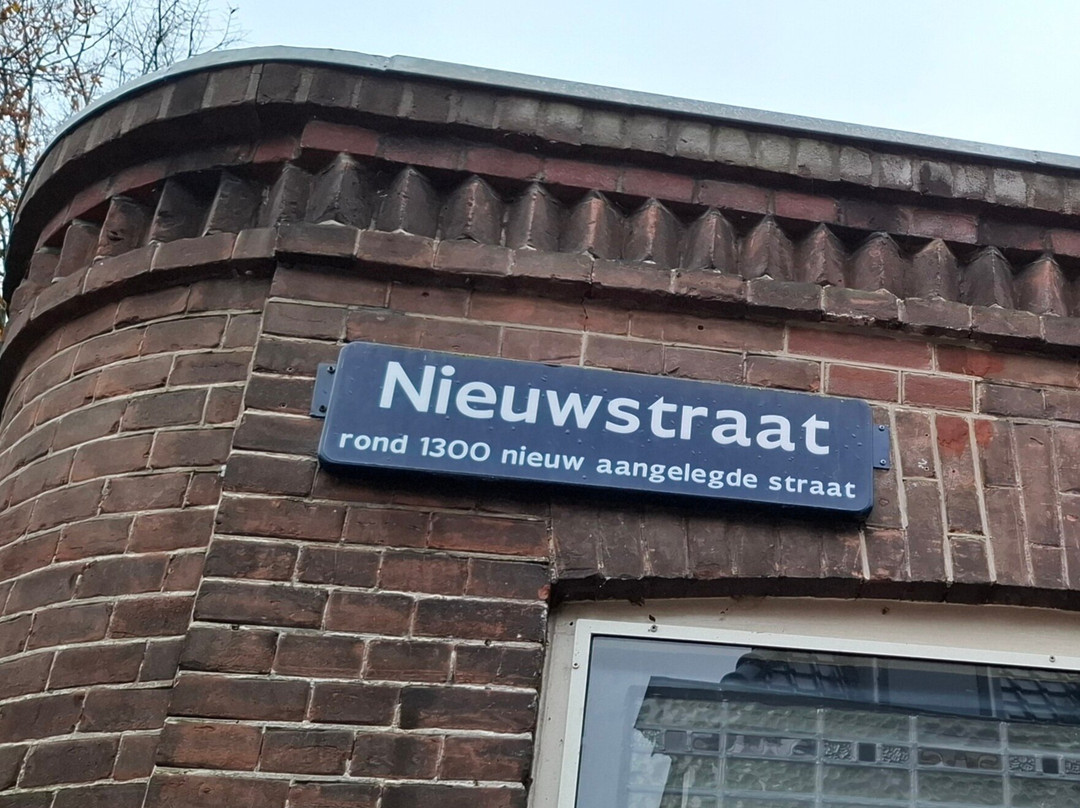 Nieuwstraat
rond 1300 nieuw aangelegde straat